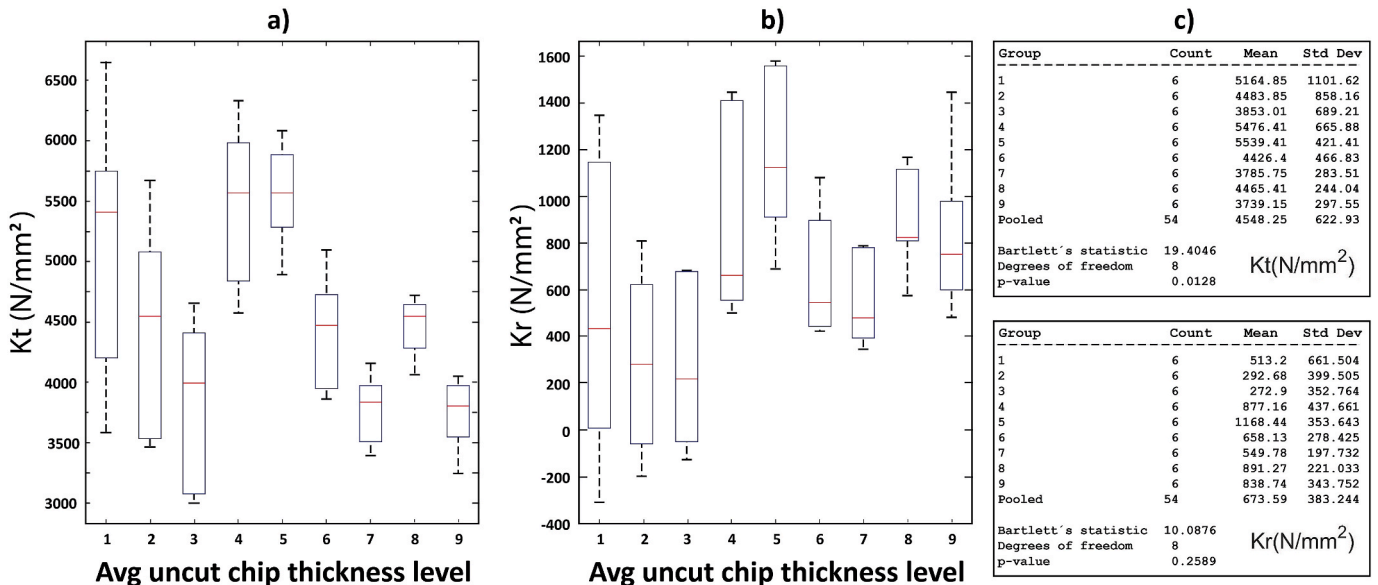 a)
Kt (N/mm²)
6500
6000
5500
5000
4500
4000
3500
3000
1 2 3 4 5 6 7 8 9
Avg uncut chip thickness level
b)
Kr (N/mm²)
1600
1400
1200
1000
800
600
400
200
0
-200
-400
1 2 3 4 5 6 7 8 9
Avg uncut chip thickness level
c)
Group Count Mean Std Dev
1 6 5164.85 1101.62
2 6 4483.85 858.16
3 6 3853.01 689.21
4 6 5476.41 665.88
5 6 5539.41 421.41
6 6 4426.4 466.83
7 6 3785.75 283.51
8 6 4465.41 244.04
9 6 3739.15 297.55
Pooled 54 4548.25 622.93
Bartlett´s statistic 19.4046
Degrees of freedom 8
p-value 0.0128
Kt(N/mm²)
Group Count Mean Std Dev
1 6 513.2 661.504
2 6 292.68 399.505
3 6 272.9 352.764
4 6 877.16 437.661
5 6 1168.44 353.643
6 6 658.13 278.425
7 6 549.78 197.732
8 6 891.27 221.033
9 6 838.74 343.752
Pooled 54 673.59 383.244
Bartlett´s statistic 10.0876
Degrees of freedom 8
p-value 0.2589
Kr(N/mm²)